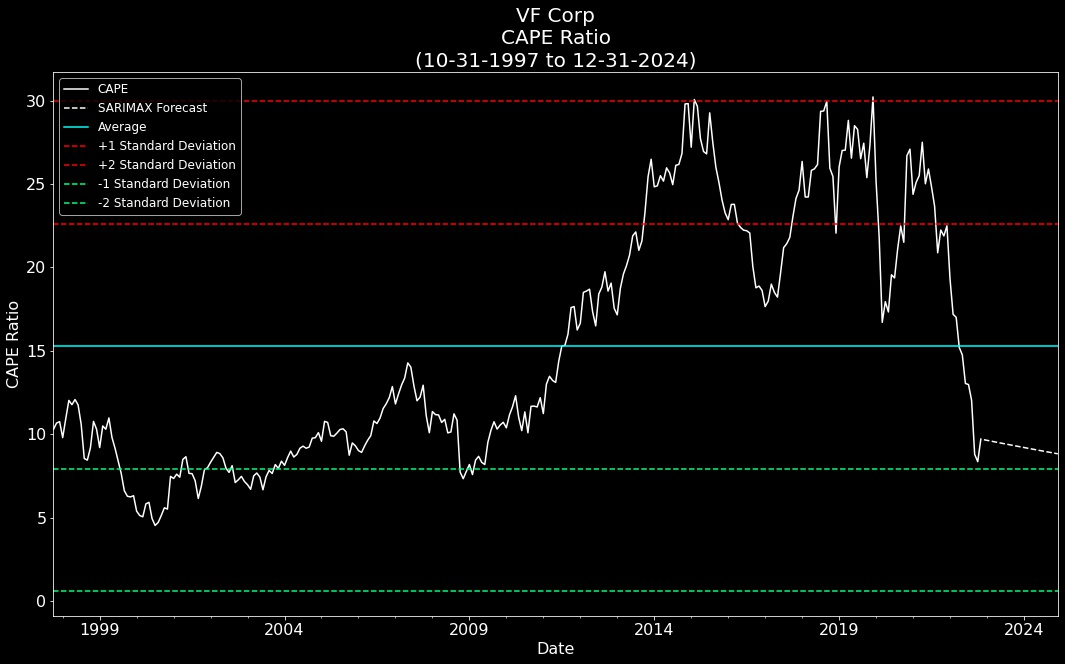 VF Corp
CAPE Ratio
(10-31-1997 to 12-31-2024)
CAPE
SARIMAX Forecast
Average
+1 Standard Deviation
+2 Standard Deviation
-1 Standard Deviation
-2 Standard Deviation
CAPE Ratio
30
25
20
15
10
5
0
1999 2004 2009 2014 2019 2024
Date